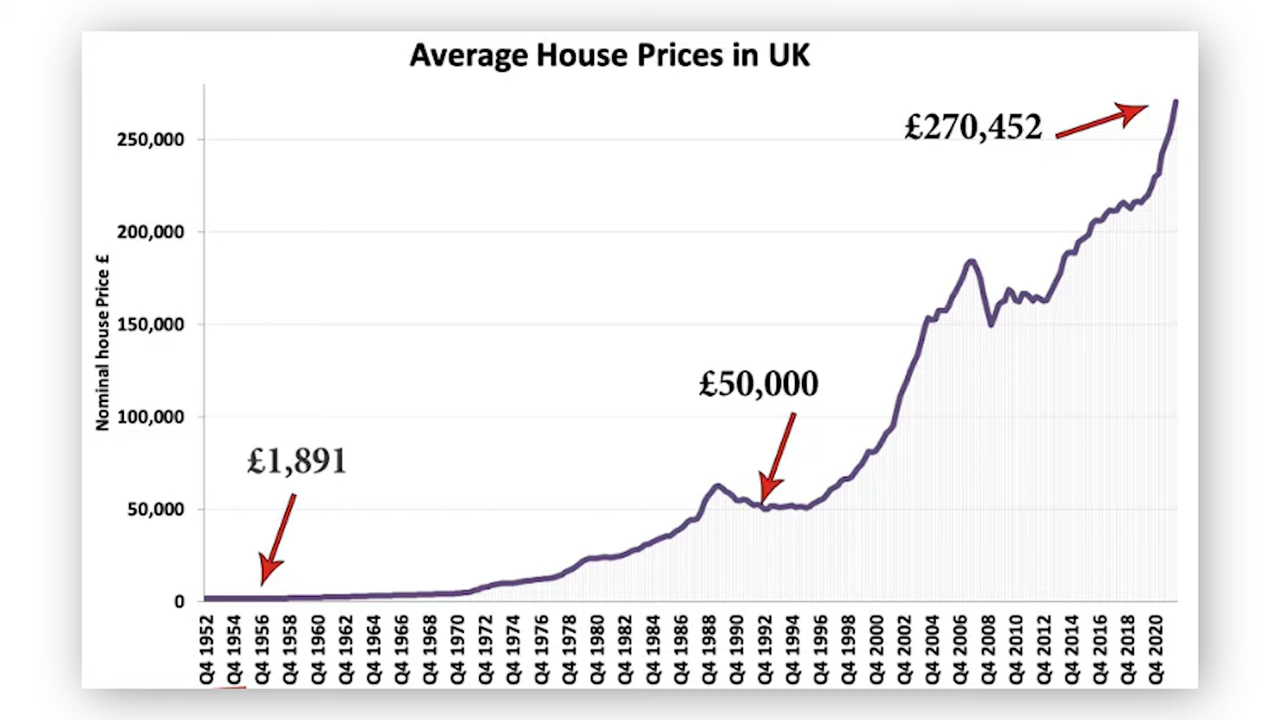 Average House Prices in UK
£270,452
250,000
200,000
150,000
£50,000
100,000
£1,891
50,000
0
Nominal house Price £
Q4 1952
Q4 1954
Q4 1956
Q4 1958
Q4 1960
Q4 1962
Q4 1964
Q4 1966
Q4 1968
Q4 1970
Q4 1972
Q4 1974
Q4 1976
Q4 1978
Q4 1980
Q4 1982
Q4 1984
Q4 1986
Q4 1988
Q4 1990
Q4 1992
Q4 1994
Q4 1996
Q4 1998
Q4 2000
Q4 2002
Q4 2004
Q4 2006
Q4 2008
Q4 2010
Q4 2012
Q4 2014
Q4 2016
Q4 2018
Q4 2020